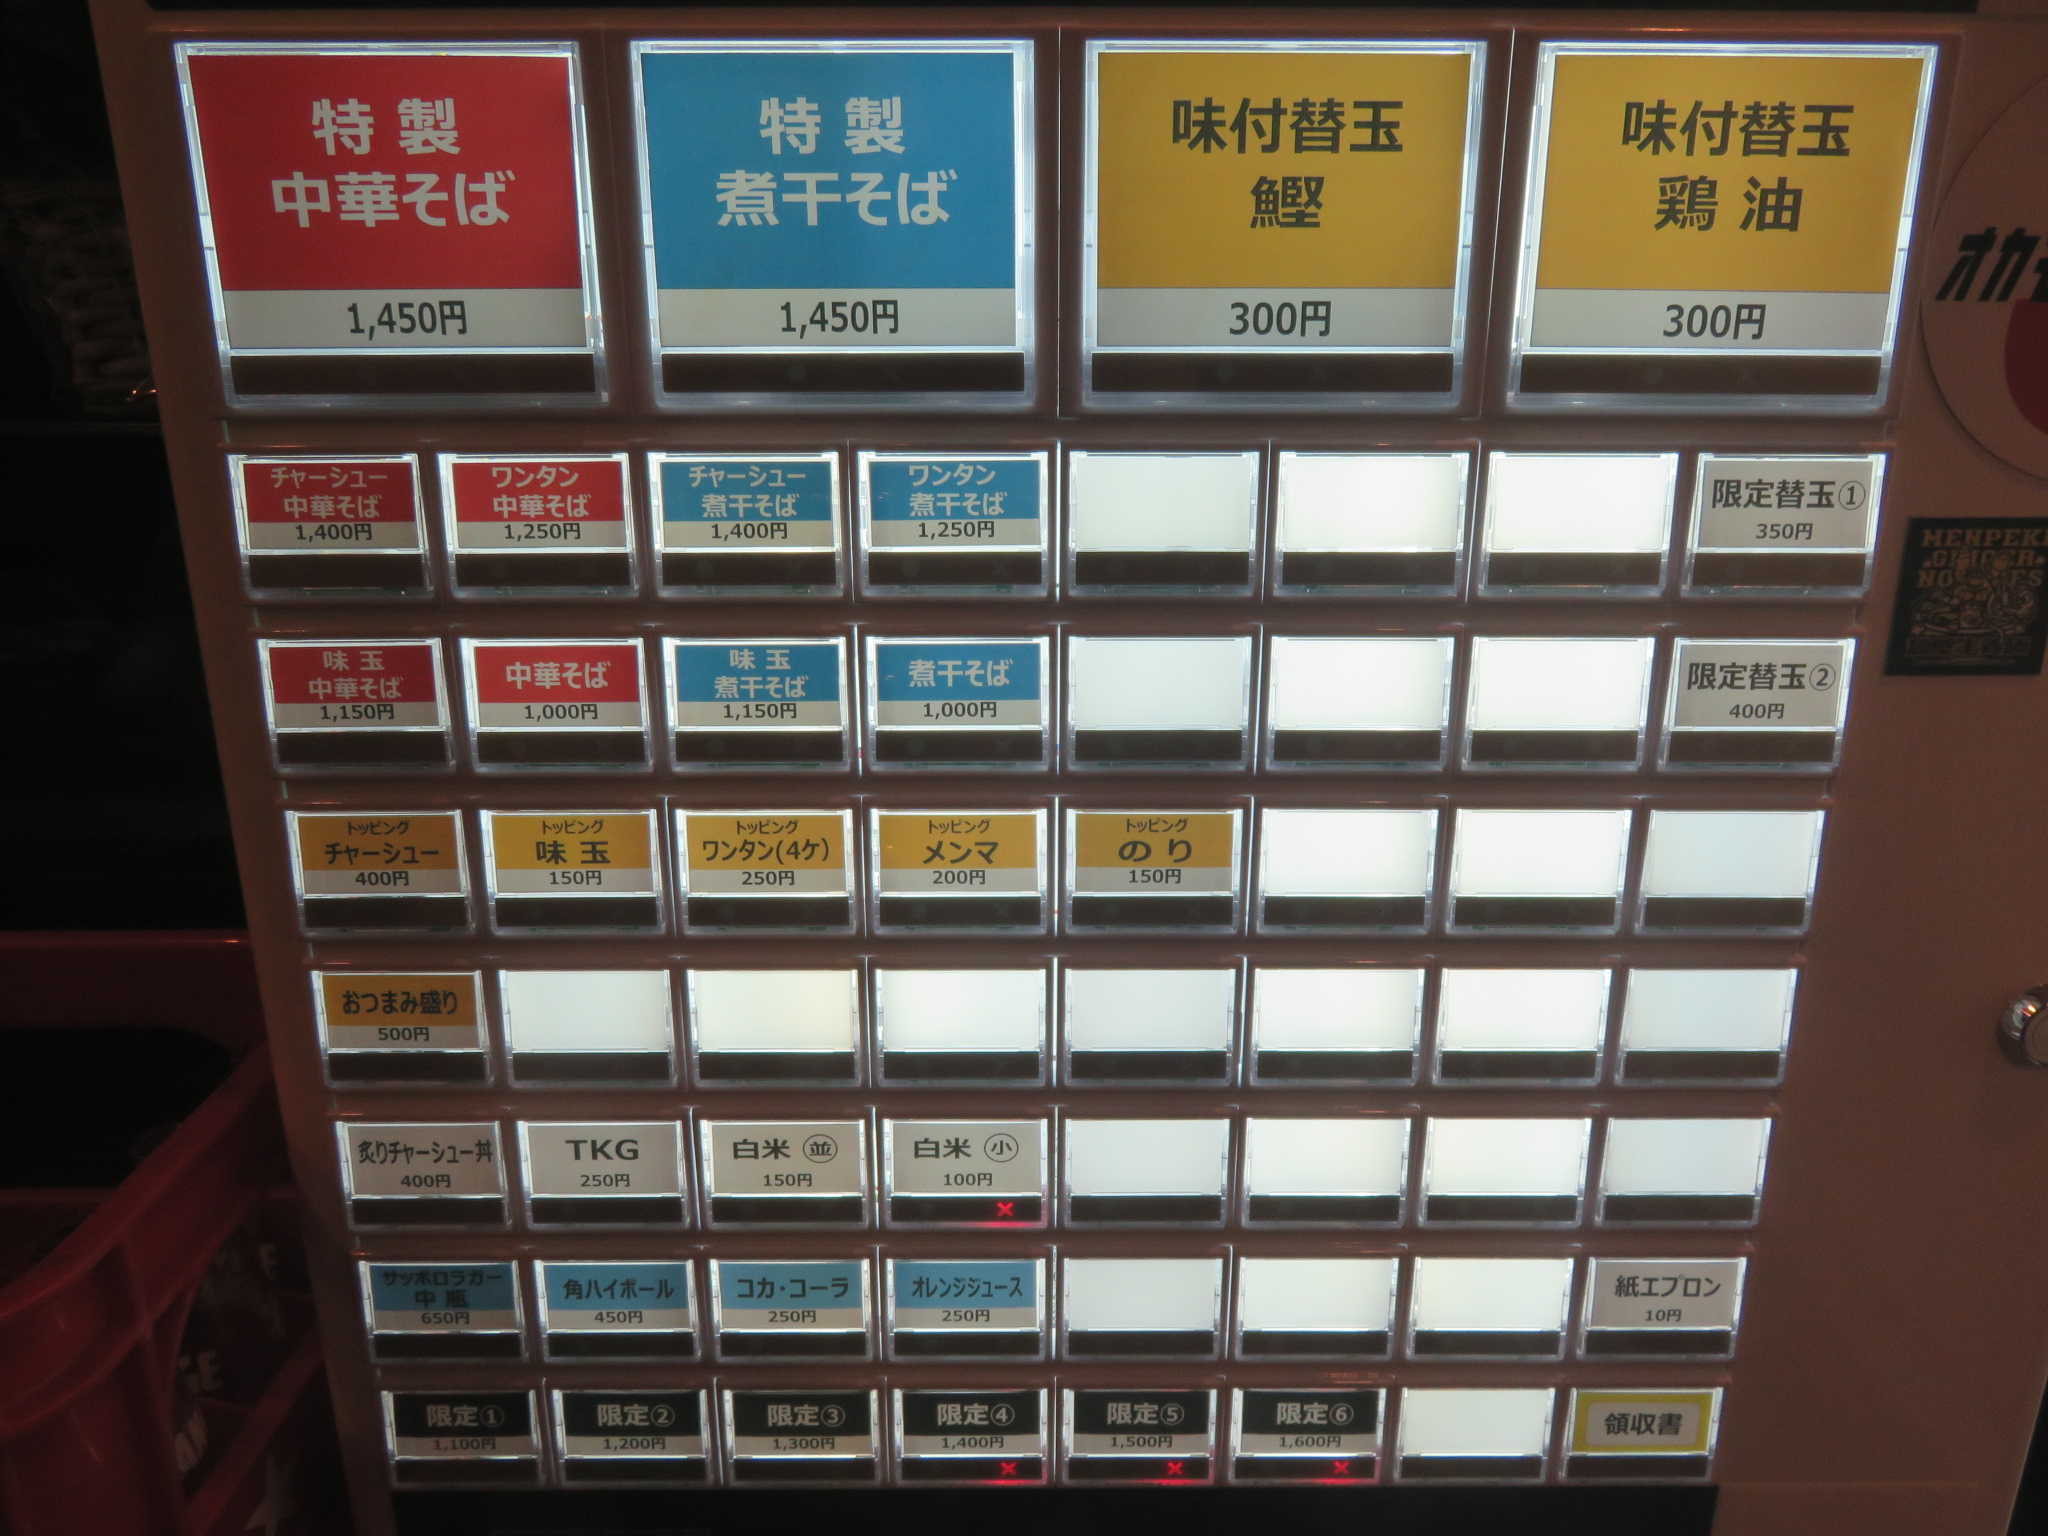 特製
中華そば
1,450円
特製
煮干そば
1,450円
味付替玉
鰹
300円
味付替玉
鶏油
300円
オカ
チャーシュー
中華そば
1,400円
ワンタン
中華そば
1,250円
チャーシュー
煮干そば
1,400円
ワンタン
煮干そば
1,250円
限定替玉①
350円
MENPEK
GINGER
味玉
中華そば
1,150円
中華そば
1,000円
味玉
煮干そば
1,150円
煮干そば
1,000円
限定替玉②
400円
トッピング
チャーシュー
400円
トッピング
味玉
150円
トッピング
ワンタン(4ケ)
250円
トッピング
メンマ
200円
トッピング
のり
150円
おつまみ盛り
500円
炙りチャーシュー丼
400円
TKG
250円
白米 ㊟
150円
白米 ㊙
100円
×
サッポロラガー
中瓶
650円
角ハイボール
450円
コカ・コーラ
250円
オレンジジュース
250円
紙エプロン
10円
限定①
1,100円
限定②
1,200円
限定③
1,300円
限定④
1,400円
×
限定⑤
1,500円
×
限定⑥
1,600円
×
領収書